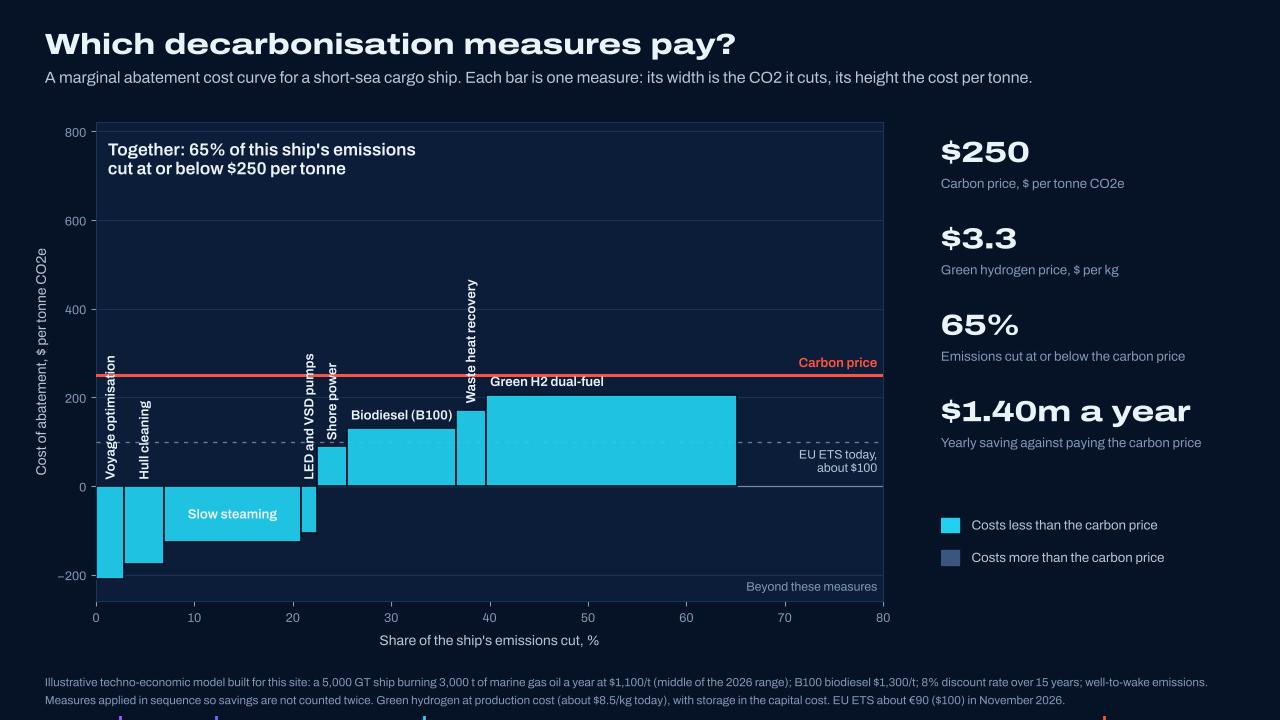 Which decarbonisation measures pay?
A marginal abatement cost curve for a short-sea cargo ship. Each bar is one measure: its width is the CO2 it cuts, its height the cost per tonne.
Together: 65% of this ship's emissions
cut at or below $250 per tonne
800
600
400
200
0
−200
Cost of abatement, $ per tonne CO2e
Voyage optimisation
Hull cleaning
Slow steaming
LED and VSD pumps
Shore power
Biodiesel (B100)
Waste heat recovery
Green H2 dual-fuel
Carbon price
EU ETS today,
about $100
Beyond these measures
0
10
20
30
40
50
60
70
80
Share of the ship's emissions cut, %
$250
Carbon price, $ per tonne CO2e
$3.3
Green hydrogen price, $ per kg
65%
Emissions cut at or below the carbon price
$1.40m a year
Yearly saving against paying the carbon price
Costs less than the carbon price
Costs more than the carbon price
Illustrative techno-economic model built for this site: a 5,000 GT ship burning 3,000 t of marine gas oil a year at $1,100/t (middle of the 2026 range); B100 biodiesel $1,300/t; 8% discount rate over 15 years; well-to-wake emissions.
Measures applied in sequence so savings are not counted twice. Green hydrogen at production cost (about $8.5/kg today), with storage in the capital cost. EU ETS about €90 ($100) in November 2026.